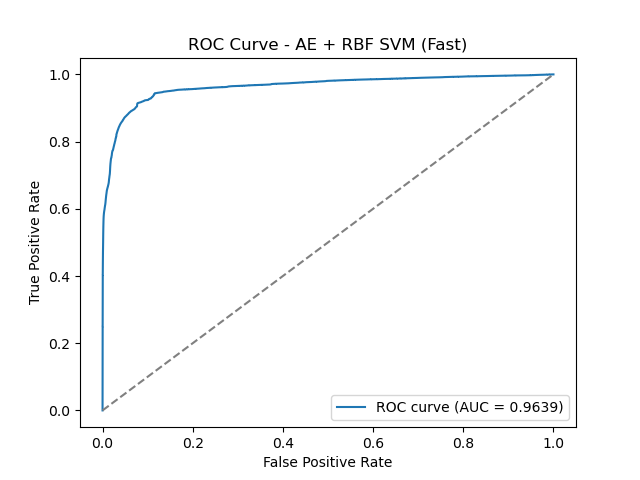 ROC Curve - AE + RBF SVM (Fast)
True Positive Rate
1.0
0.8
0.6
0.4
0.2
0.0
ROC curve (AUC = 0.9639)
0.0 0.2 0.4 0.6 0.8 1.0
False Positive Rate